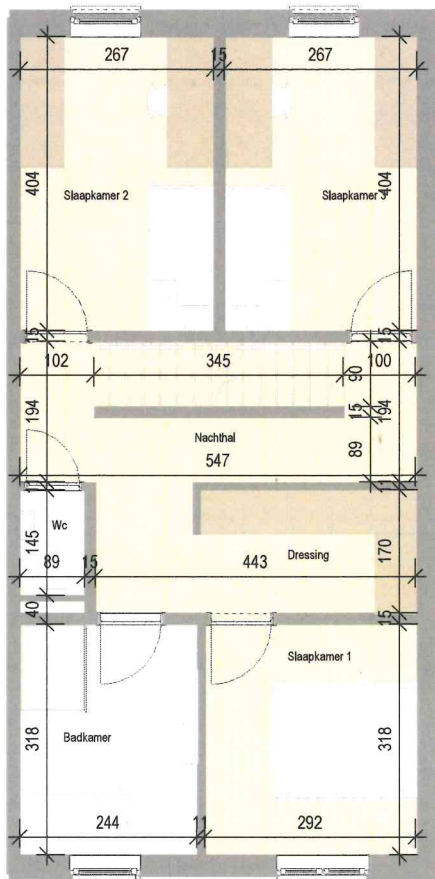 267 15 267
404 404
Slaapkamer 2 Slaapkamer 3
15 15
102 345 90 100
194 15 194
Nachthal 89
547
11 11
Wc
145 Dressing 170
89 15 443
40 15
Slaapkamer 1
318 Badkamer 318
244 11 292